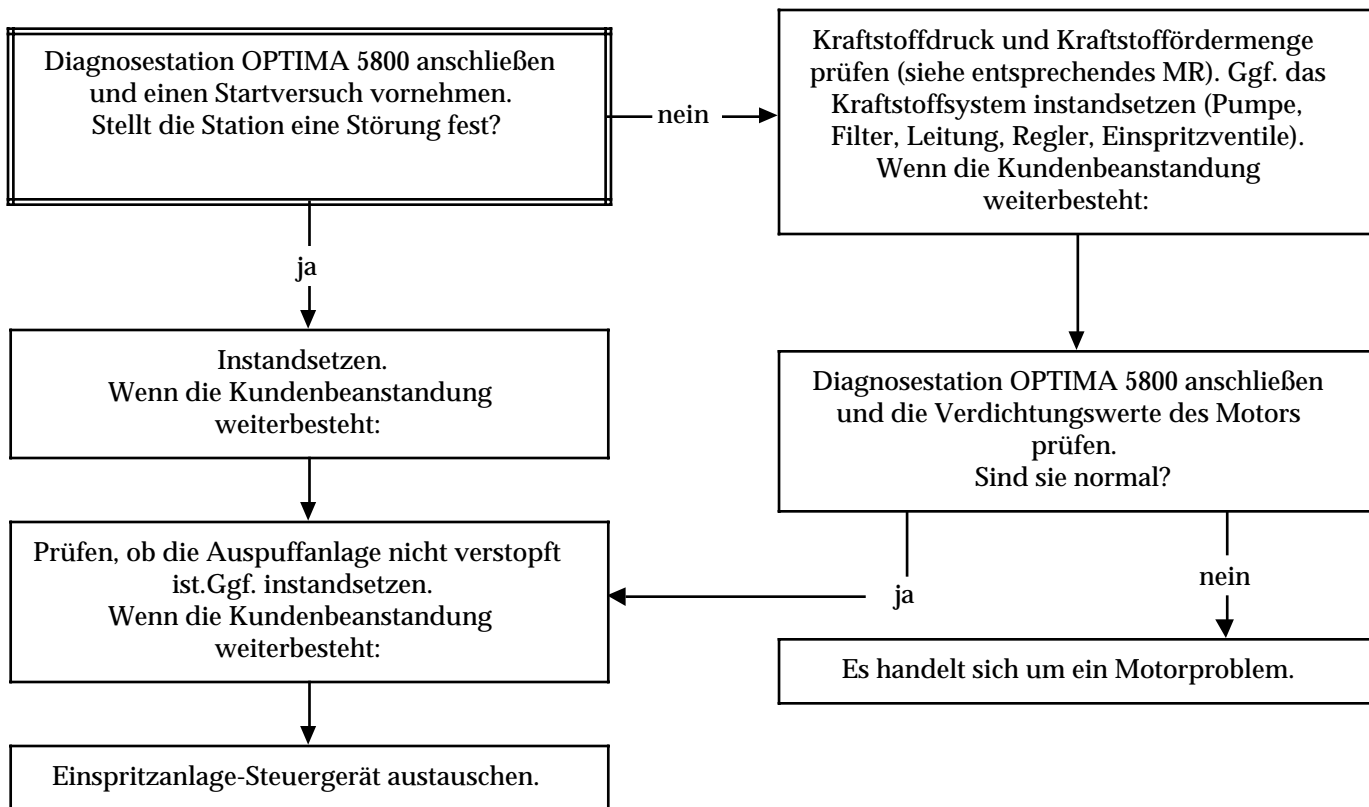 Diagnosestation OPTIMA 5800 anschließen
und einen Startversuch vornehmen.
Stellt die Station eine Störung fest?
nein
Kraftstoffdruck und Kraftstoffördermenge
prüfen (siehe entsprechendes MR). Ggf. das
Kraftstoffsystem instandsetzen (Pumpe,
Filter, Leitung, Regler, Einspritzventile).
Wenn die Kundenbeanstandung
weiterbesteht:
ja
Instandsetzen.
Wenn die Kundenbeanstandung
weiterbesteht:
Diagnosestation OPTIMA 5800 anschließen
und die Verdichtungswerte des Motors
prüfen.
Sind sie normal?
Prüfen, ob die Auspuffanlage nicht verstopft
ist.Ggf. instandsetzen.
Wenn die Kundenbeanstandung
weiterbesteht:
ja
nein
Es handelt sich um ein Motorproblem.
Einspritzanlage-Steuergerät austauschen.